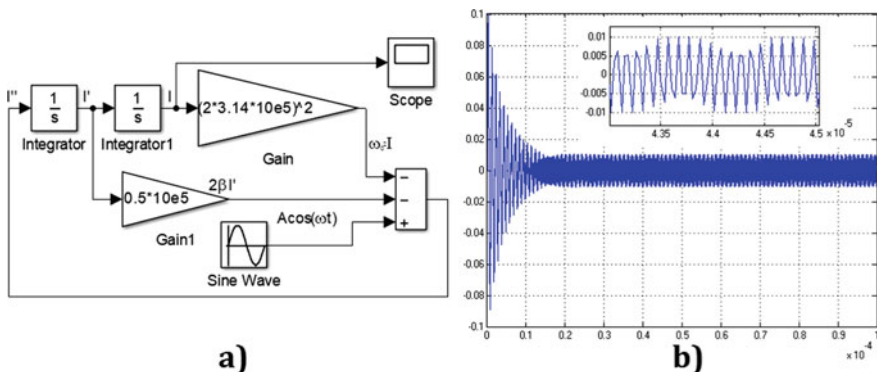 I''
1
s
Integrator
I'
1
s
Integrator1
I
(2*3.14*10e5)^2
Gain
Scope
0.5*10e5
2βI'
Gain1
Acos(ωt)
Sine Wave
−
−
+
a)
0.1
0.08
0.06
0.04
0.02
0
-0.02
-0.04
-0.06
-0.08
-0.1
0 0.1 0.2 0.3 0.4 0.5 0.6 0.7 0.8 0.9 1
x 10⁻⁴
0.01
0.005
0
-0.005
-0.01
4.35 4.4 4.45 4.5
x 10⁻⁵
b)